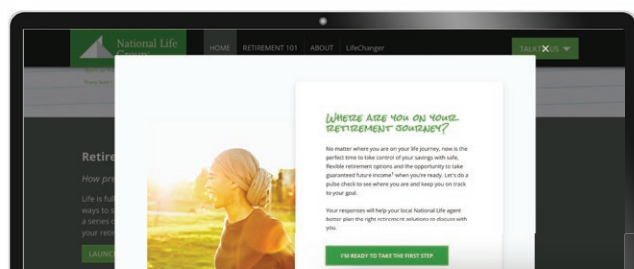 National Life
Group
HOME RETIREMENT 101 ABOUT LifeChanger
TALK US
WHERE ARE YOU ON YOUR
RETIREMENT JOURNEY?
No matter where you are on your life journey, now is the
perfect time to take control of your savings with safe,
flexible retirement options and the opportunity to take
guaranteed future income¹ when you're ready. Let's do a
pulse check to see where you are and keep you on track
to your goal.
Your responses will help your local National Life agent
better plan the right retirement solutions to discuss with
you.
I'M READY TO TAKE THE FIRST STEP
Retire
How pre
Life is full
ways to s
a series o
your retir
LAUNC